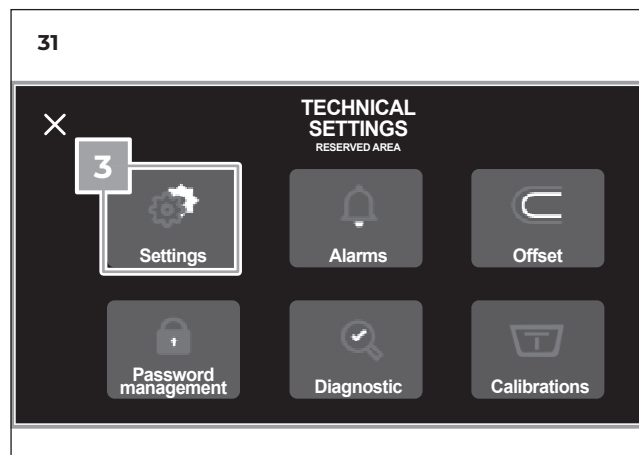 31
TECHNICAL
SETTINGS
RESERVED AREA
3
Settings
Alarms
Offset
Password
management
Diagnostic
Calibrations